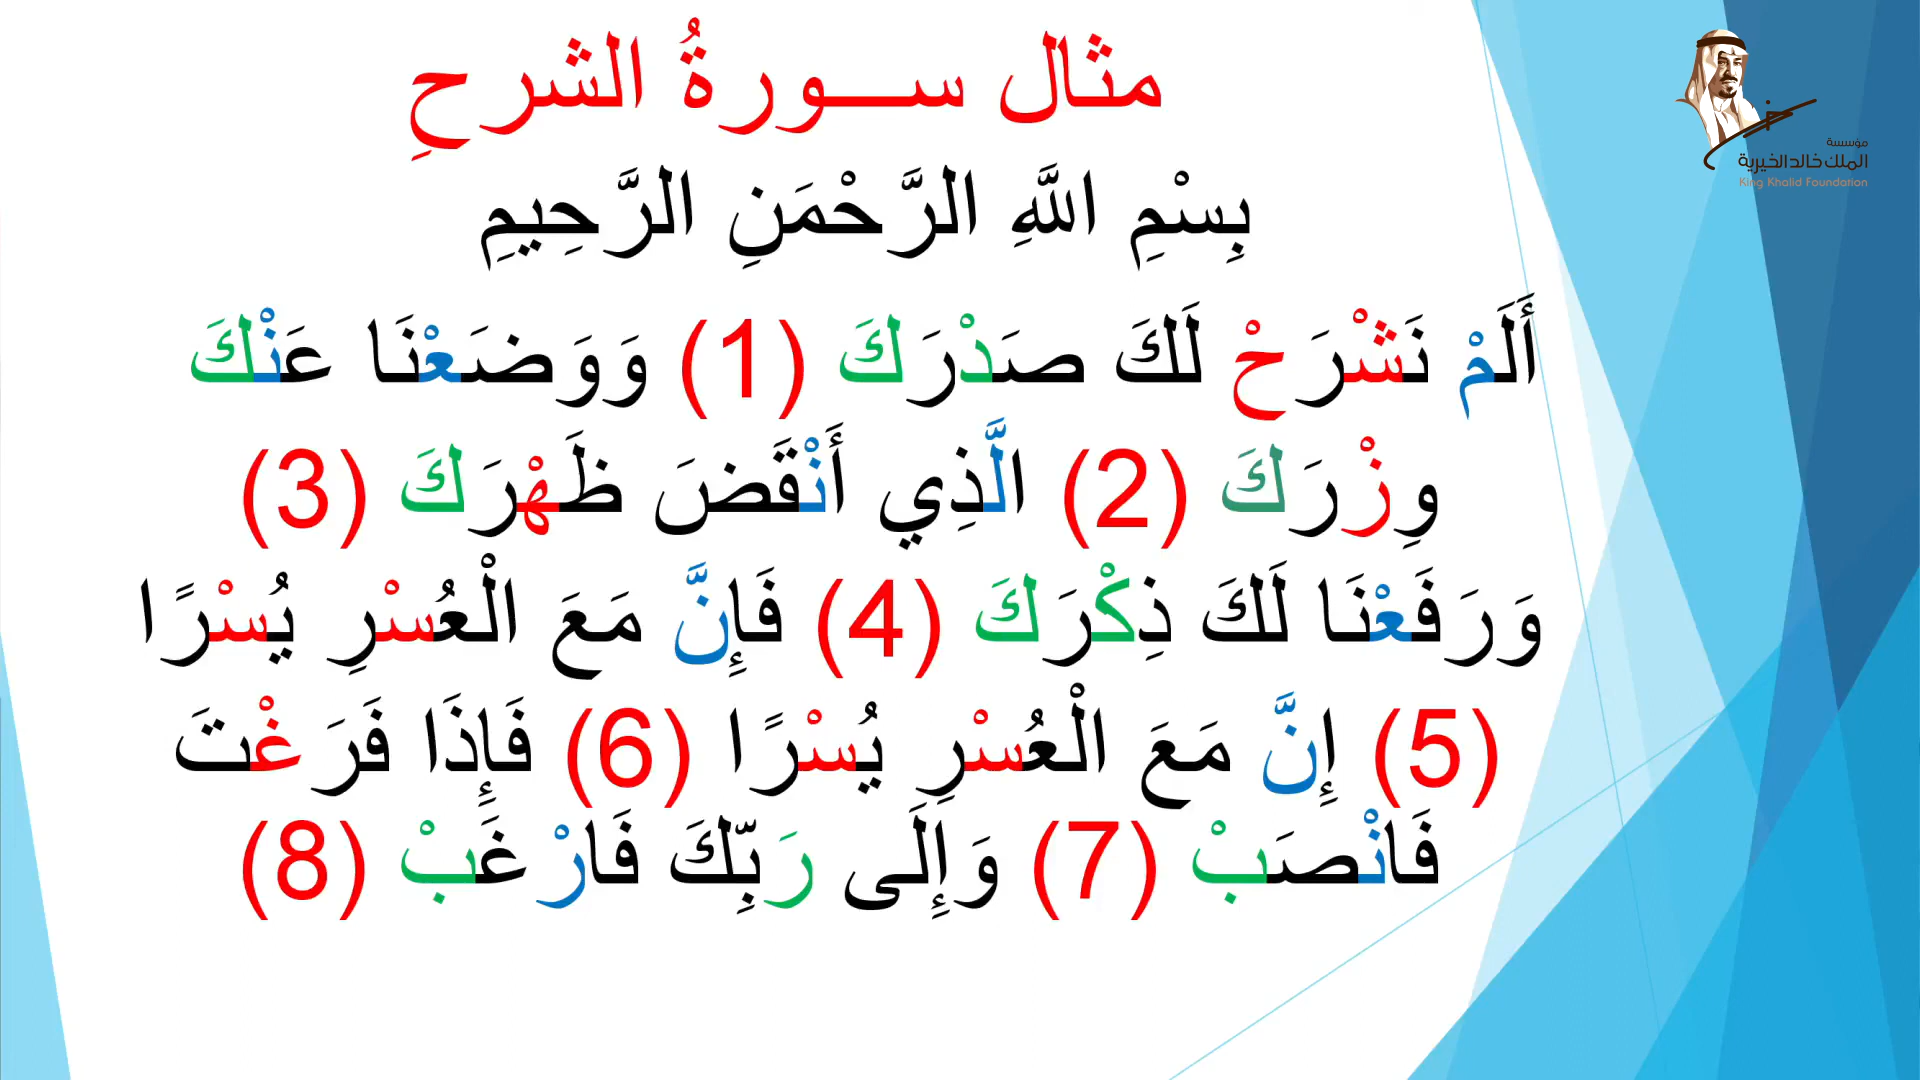 مثال ســـورةُ الشرحِ
مؤسسة
الملك خالد الخيرية
King Khalid Foundation
بِسْمِ اللَّهِ الرَّحْمَنِ الرَّحِيمِ
أَلَمْ نَشْرَحْ لَكَ صَدْرَكَ (1) وَوَضَعْنَا عَنْكَ
وِزْرَكَ (2) الَّذِي أَنْقَضَ ظَهْرَكَ (3)
وَرَفَعْنَا لَكَ ذِكْرَكَ (4) فَإِنَّ مَعَ الْعُسْرِ يُسْرًا
(5) إِنَّ مَعَ الْعُسْرِ يُسْرًا (6) فَإِذَا فَرَغْتَ
فَانْصَبْ (7) وَإِلَى رَبِّكَ فَارْغَبْ (8)